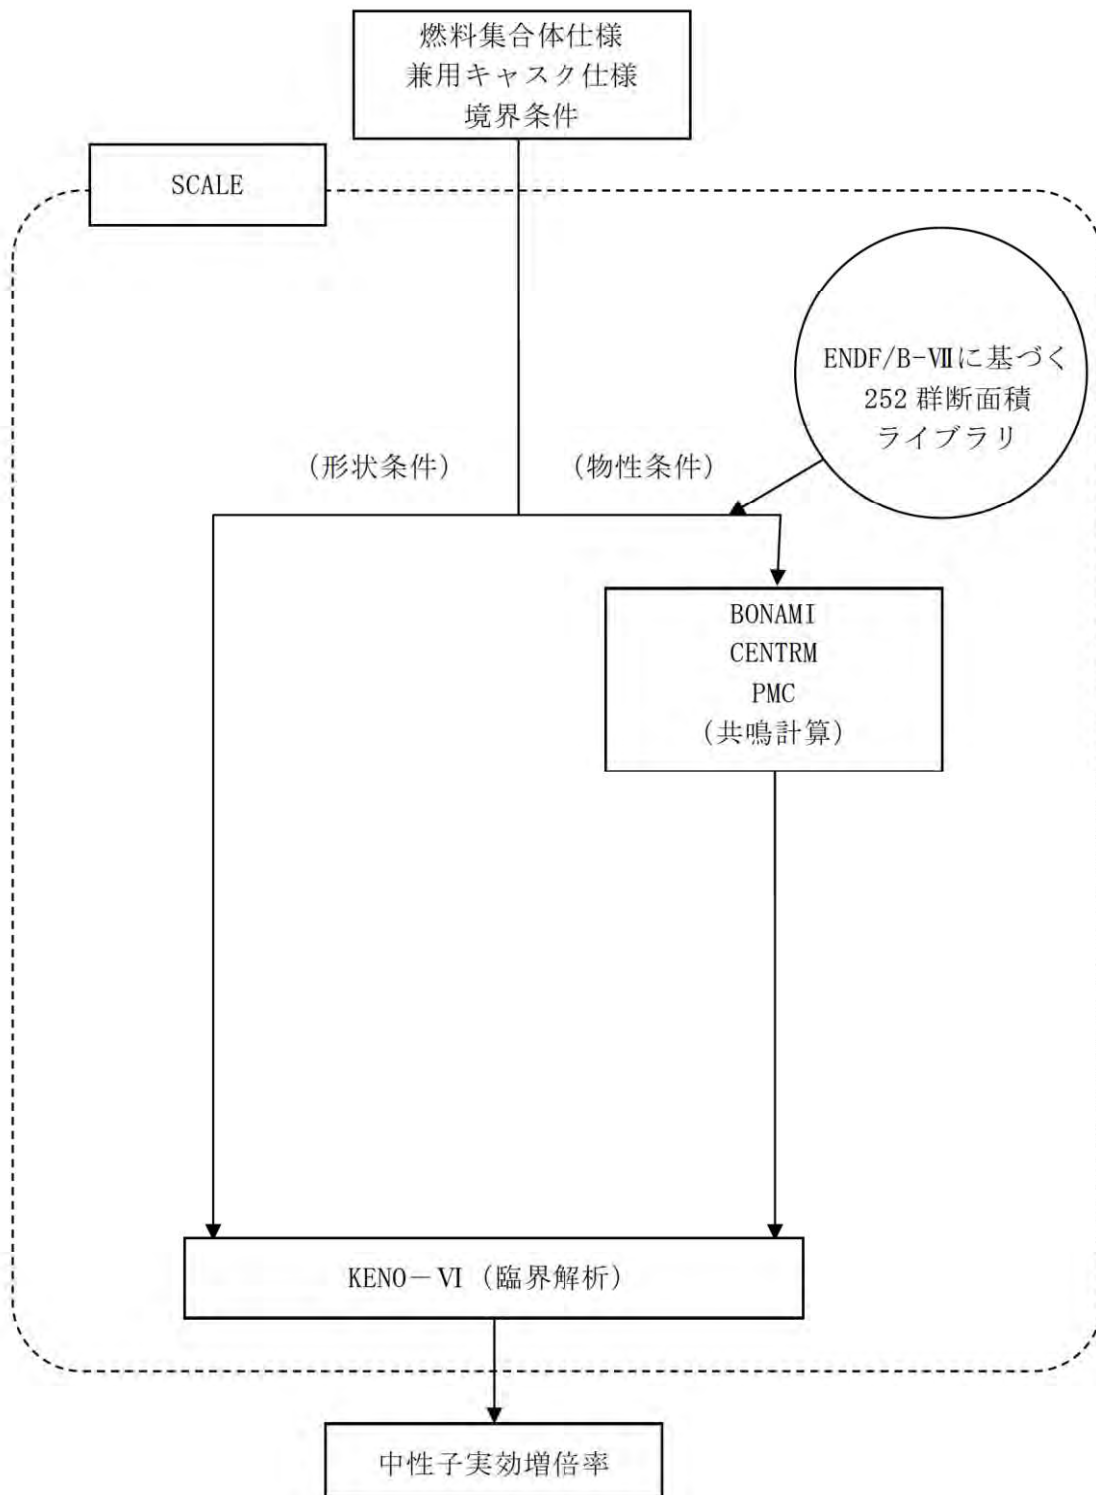 燃料集合体仕様
兼用キャスク仕様
境界条件
SCALE
ENDF/B-Ⅶに基づく
252 群断面積
ライブラリ
(形状条件)
(物性条件)
BONAMI
CENTRM
PMC
(共鳴計算)
KENO－Ⅵ (臨界解析)
中性子実効増倍率